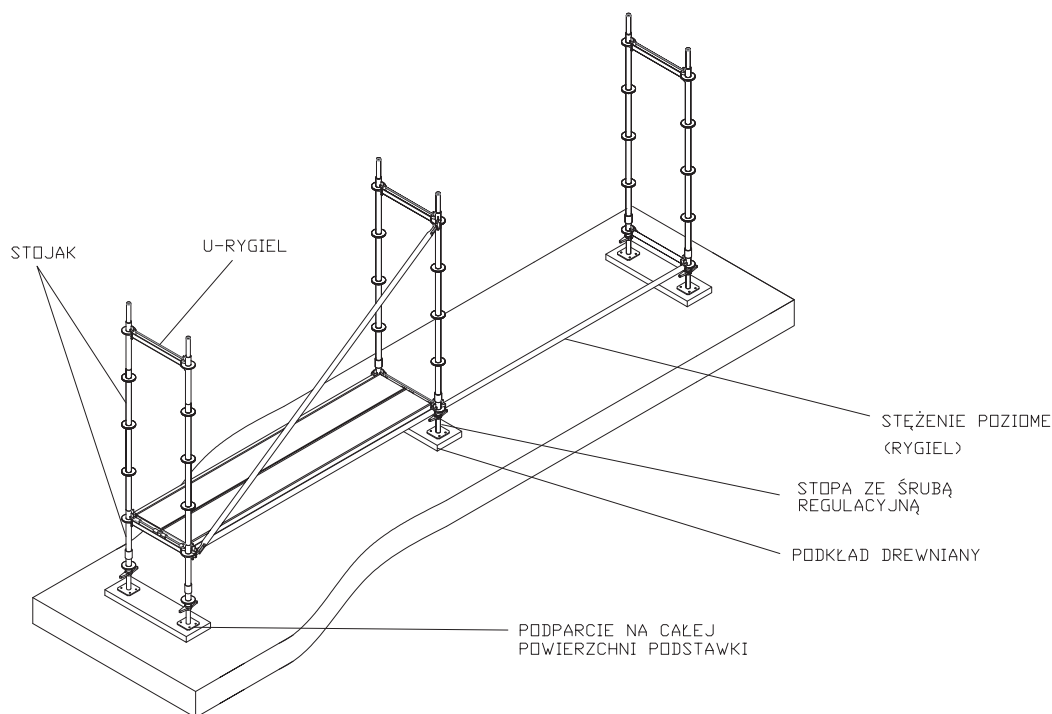 STOJAK
U-RYGIEL
STĘŻENIE POZIOME
(RYGIEL)
STOPA ZE ŚRUBĄ
REGULACYJNĄ
PODKŁAD DREWNIANY
PODPARCIE NA CAŁEJ
POWIERZCHNI PODSTAWKI